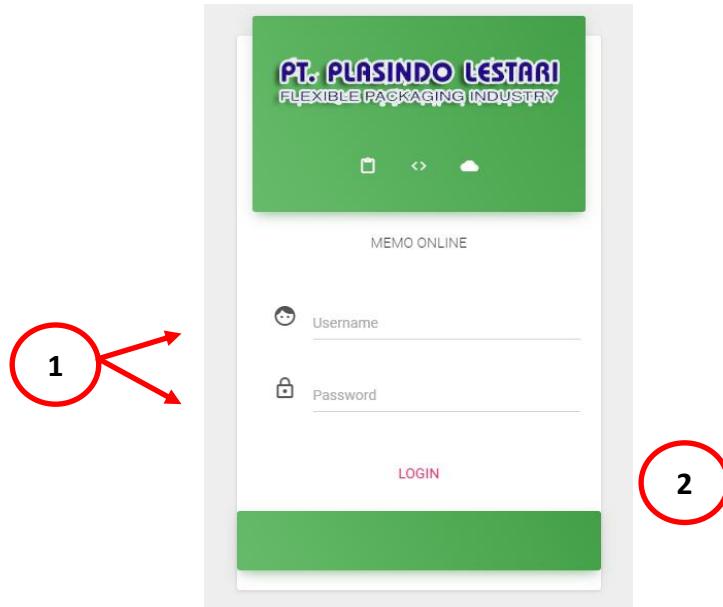 PT. PLASINDO LESTARI
FLEXIBLE PACKAGING INDUSTRY
MEMO ONLINE
Username
1
Password
LOGIN
2